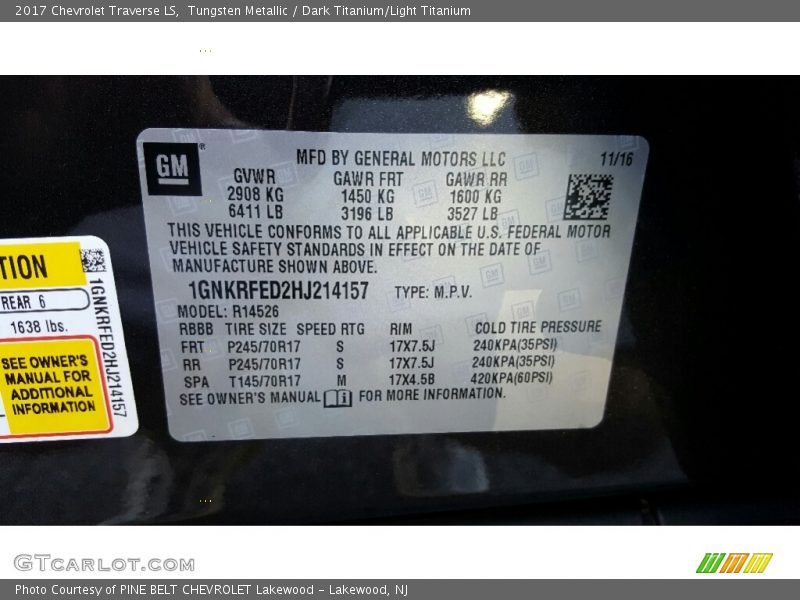 2017 Chevrolet Traverse LS,  Tungsten Metallic / Dark Titanium/Light Titanium
GM ®
MFD BY GENERAL MOTORS LLC 11/16
GVWR GAWR FRT GAWR RR
2908 KG 1450 KG 1600 KG
6411 LB 3196 LB 3527 LB
THIS VEHICLE CONFORMS TO ALL APPLICABLE U.S. FEDERAL MOTOR
VEHICLE SAFETY STANDARDS IN EFFECT ON THE DATE OF
MANUFACTURE SHOWN ABOVE.
1GNKRFED2HJ214157 TYPE: M.P.V.
MODEL: R14526
RBBB TIRE SIZE SPEED RTG RIM COLD TIRE PRESSURE
FRT P245/70R17 S 17X7.5J 240KPA(35PSI)
RR P245/70R17 S 17X7.5J 240KPA(35PSI)
SPA T145/70R17 M 17X4.5B 420KPA(60PSI)
SEE OWNER'S MANUAL i FOR MORE INFORMATION.
TION
REAR 6
1638 lbs.
SEE OWNER'S
MANUAL FOR
ADDITIONAL
INFORMATION
1GNKRFED2HJ214157
GTCARLOT.COM
Photo Courtesy of PINE BELT CHEVROLET Lakewood - Lakewood, NJ